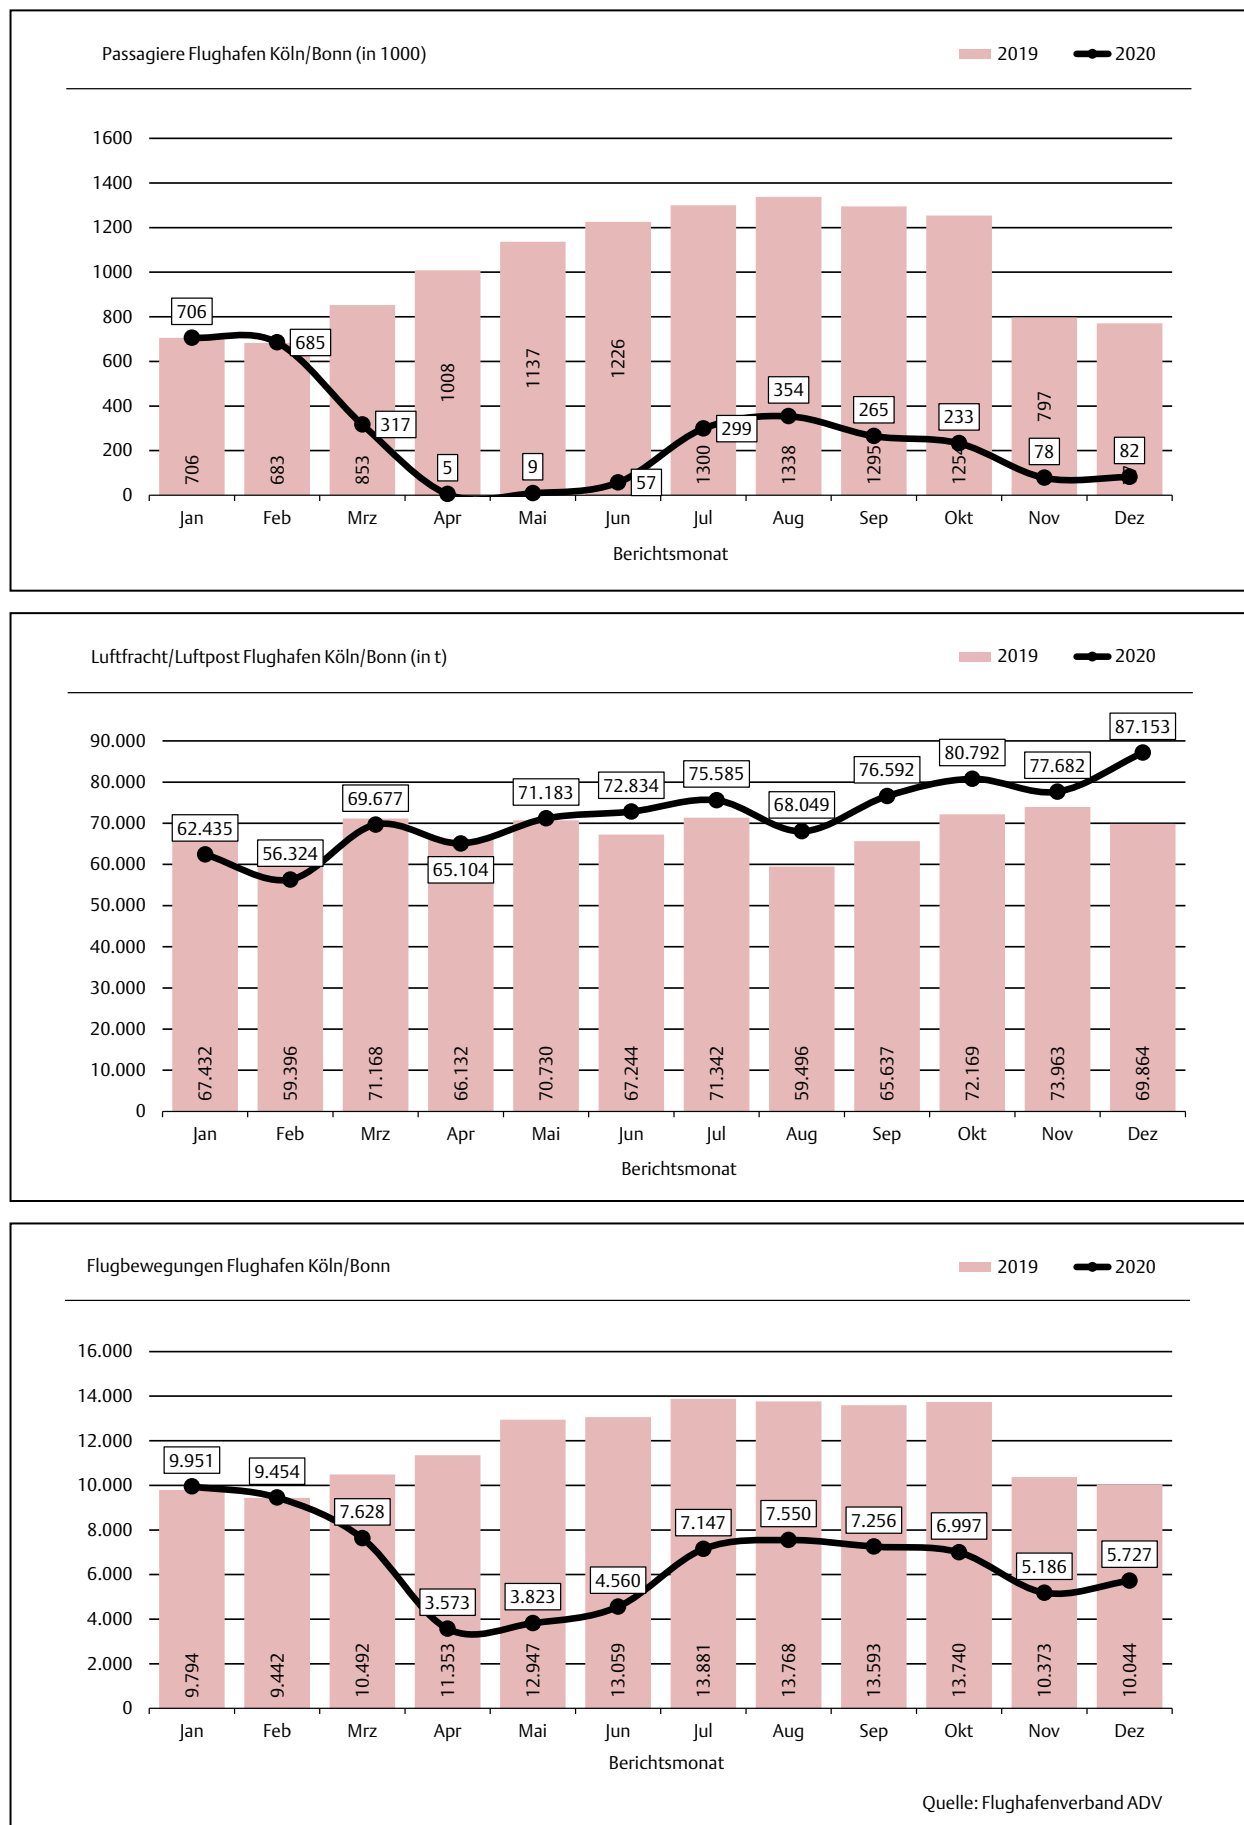 Passagiere Flughafen Köln/Bonn (in 1000)
2019 2020
1600
1400
1200
1000
800
600
400
200
0
706 685 317 5 9 57 299 354 265 233 78 82
706 683 853 1008 1137 1226 1300 1338 1295 1254 797
Jan Feb Mrz Apr Mai Jun Jul Aug Sep Okt Nov Dez
Berichtsmonat
Luftfracht/Luftpost Flughafen Köln/Bonn (in t)
2019 2020
90.000
80.000
70.000
60.000
50.000
40.000
30.000
20.000
10.000
0
62.435 56.324 69.677 65.104 71.183 72.834 75.585 68.049 76.592 80.792 77.682 87.153
67.432 59.396 71.168 66.132 70.730 67.244 71.342 59.496 65.637 72.169 73.963 69.864
Jan Feb Mrz Apr Mai Jun Jul Aug Sep Okt Nov Dez
Berichtsmonat
Flugbewegungen Flughafen Köln/Bonn
2019 2020
16.000
14.000
12.000
10.000
8.000
6.000
4.000
2.000
0
9.951 9.454 7.628 3.573 3.823 4.560 7.147 7.550 7.256 6.997 5.186 5.727
9.794 9.442 10.492 11.353 12.947 13.059 13.881 13.768 13.593 13.740 10.373 10.044
Jan Feb Mrz Apr Mai Jun Jul Aug Sep Okt Nov Dez
Berichtsmonat
Quelle: Flughafenverband ADV